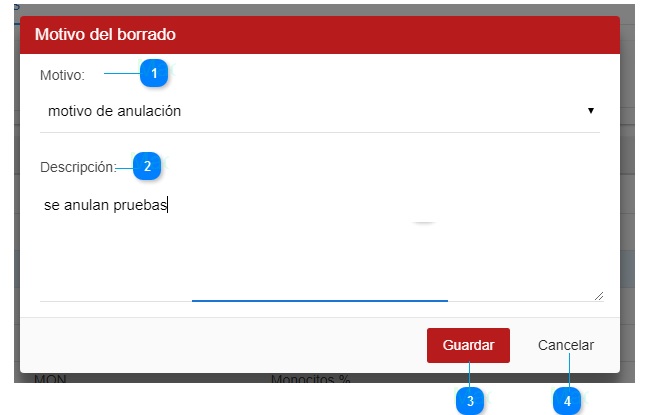 Motivo del borrado
Motivo:
1
motivo de anulación
Descripción:
2
se anulan pruebas
Guardar
Cancelar
MON
Monocitos %
3
4